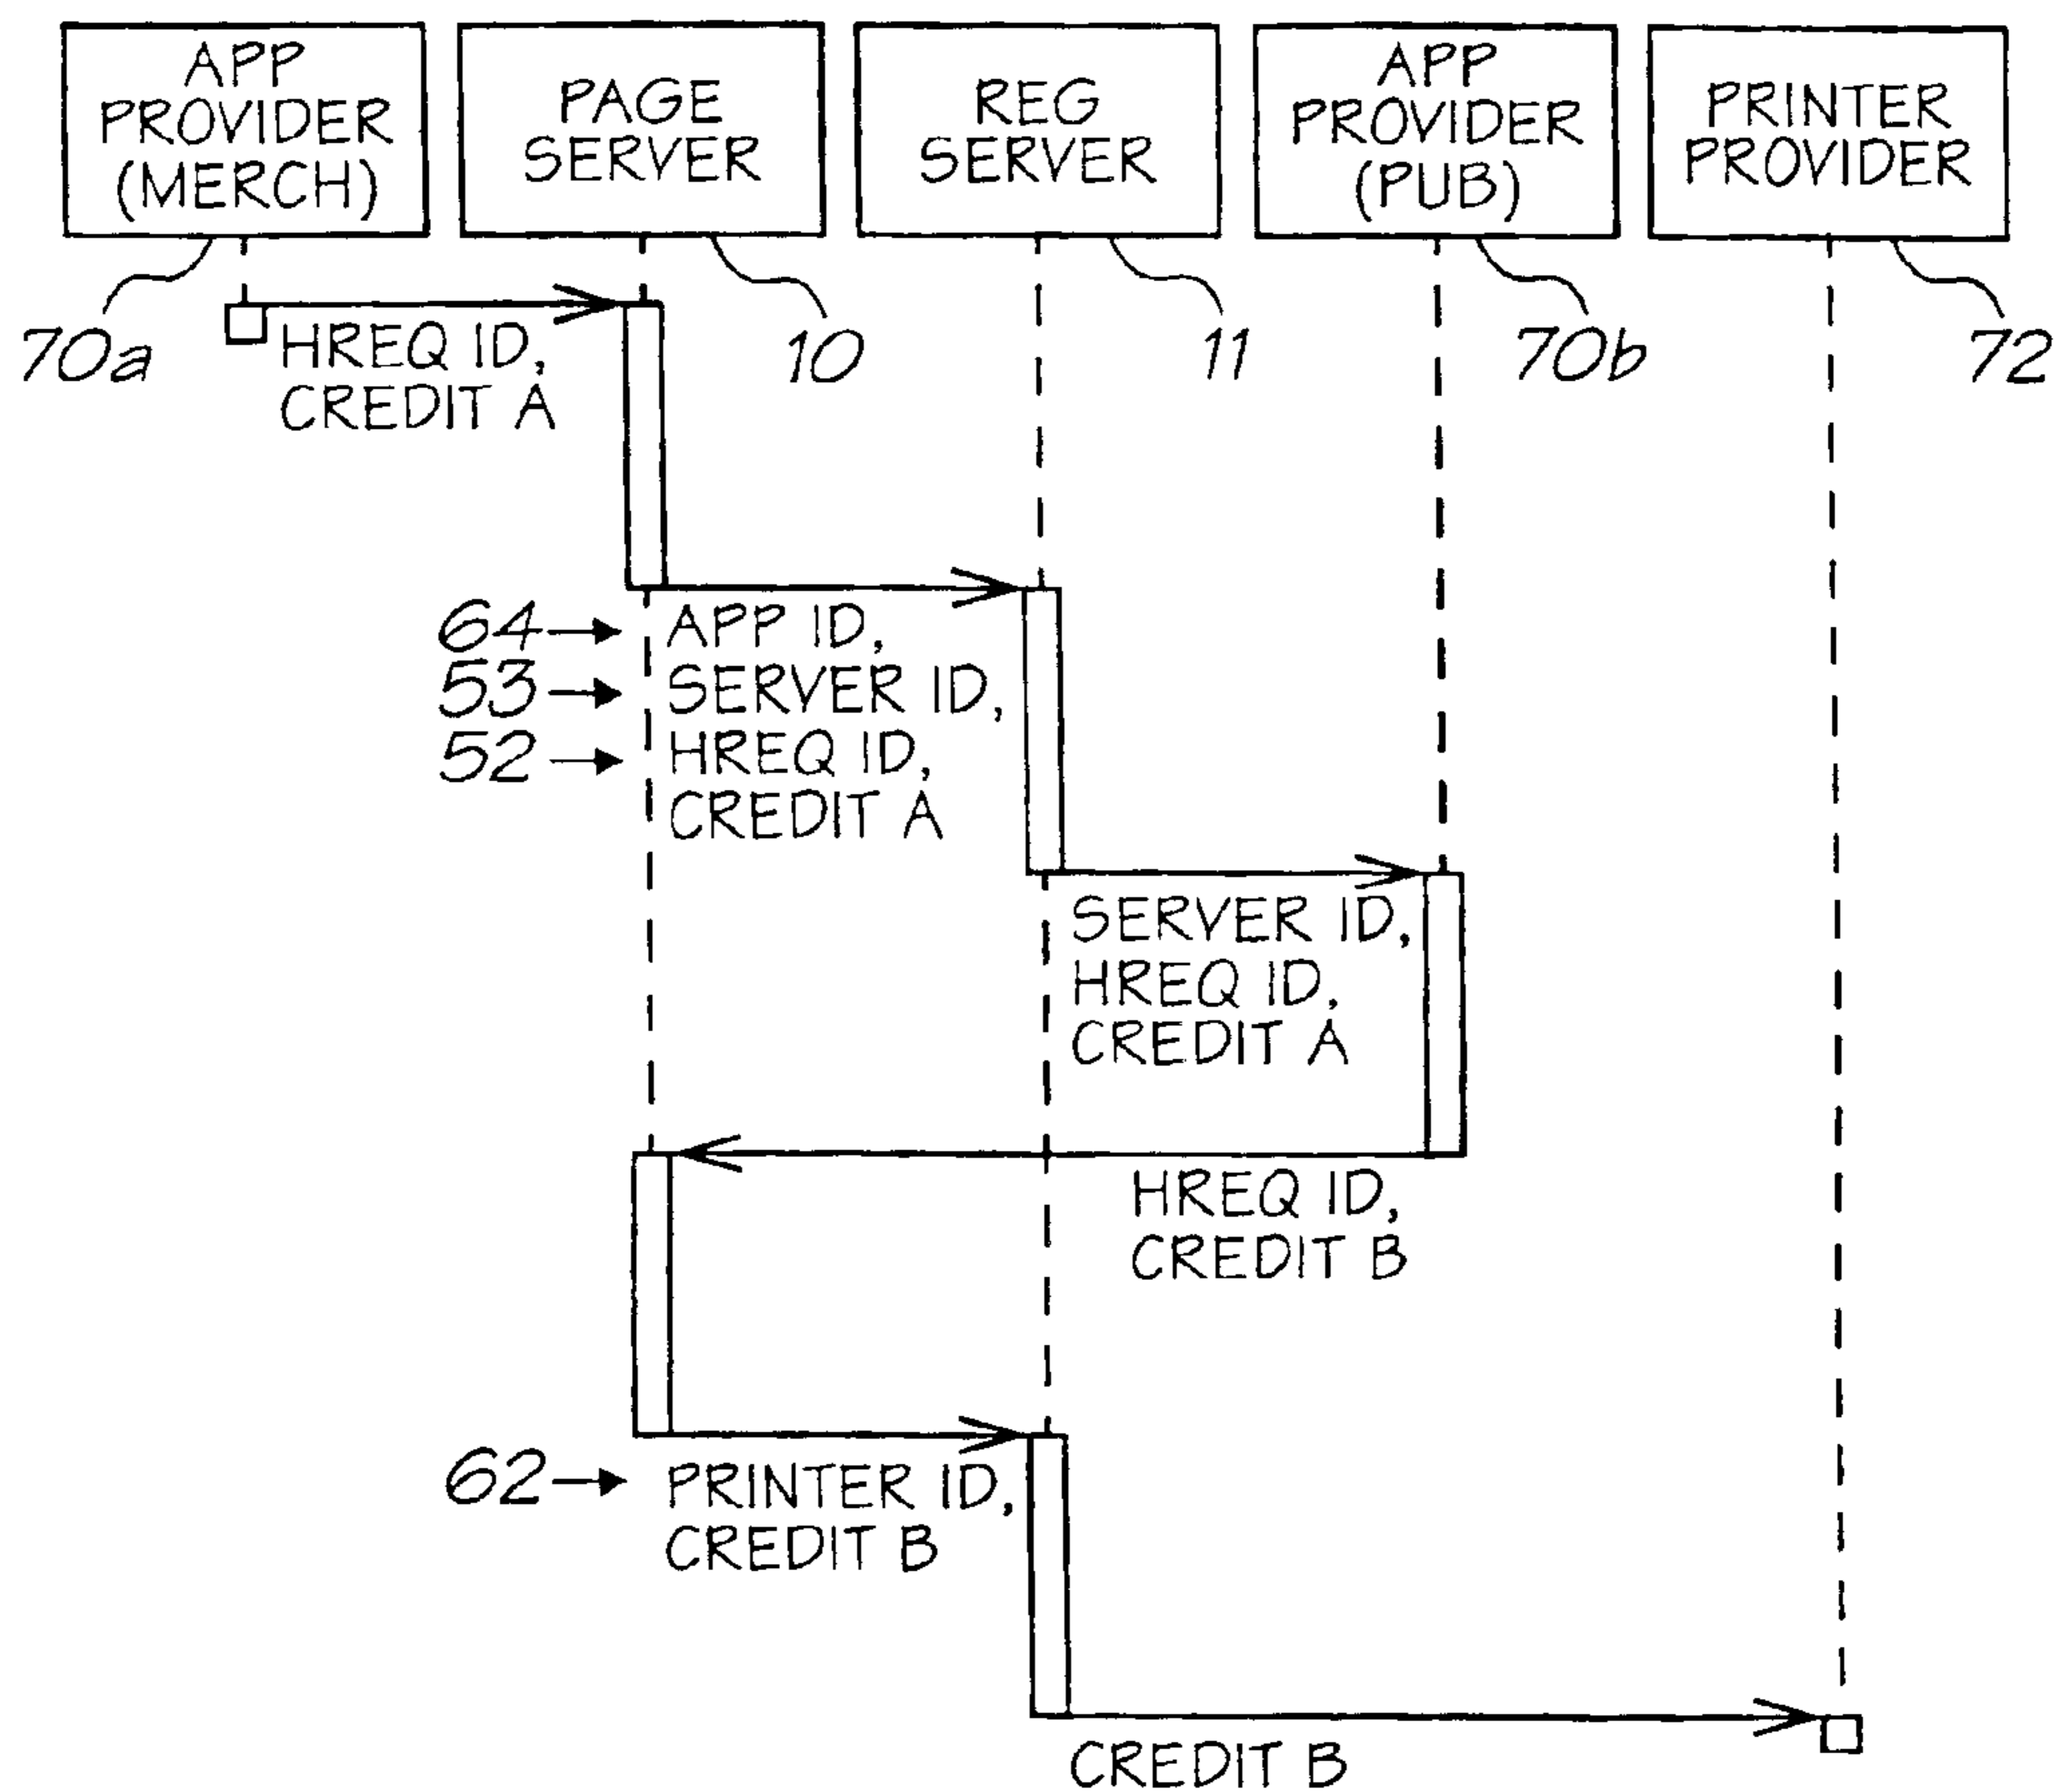 APP
PROVIDER
(MERCH)
PAGE
SERVER
REG
SERVER
APP
PROVIDER
(PUB)
PRINTER
PROVIDER
70a
10
11
70b
72
HREQ ID,
CREDIT A
64
APP ID,
53
SERVER ID,
52
HREQ ID,
CREDIT A
SERVER ID,
HREQ ID,
CREDIT A
HREQ ID,
CREDIT B
62
PRINTER ID,
CREDIT B
CREDIT B